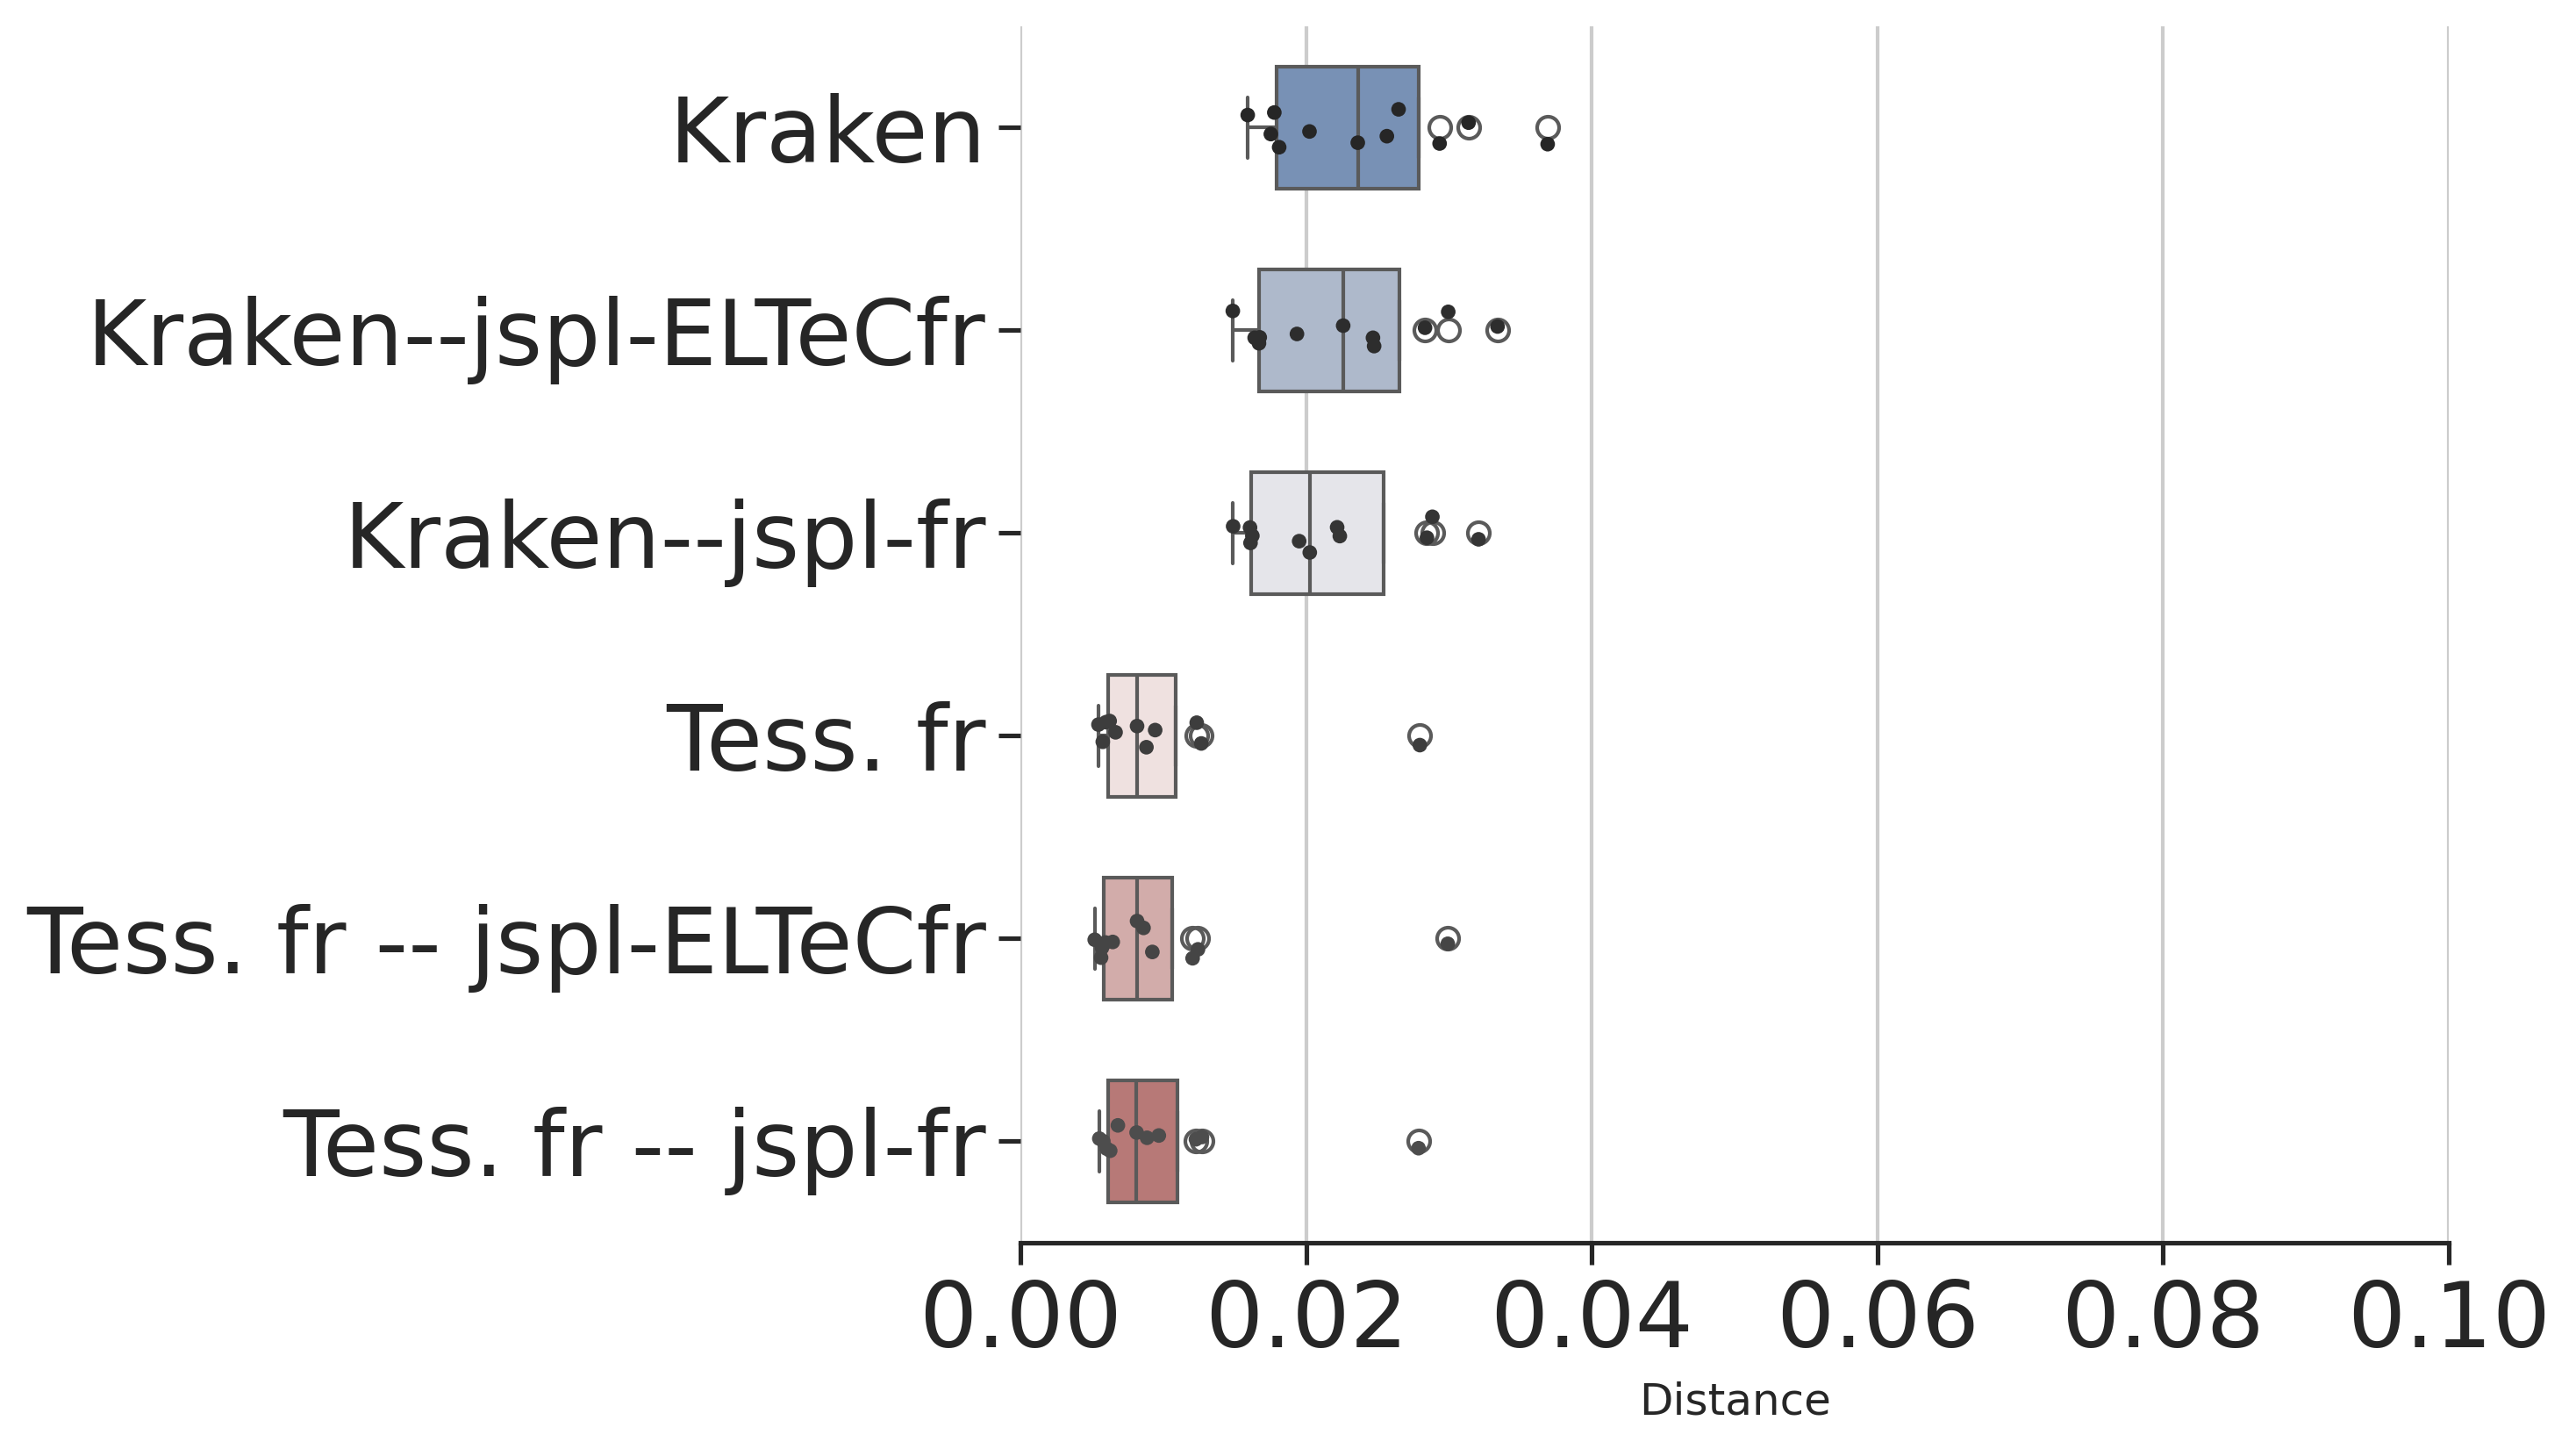 Kraken
Kraken--jspl-ELTeCfr
Kraken--jspl-fr
Tess. fr
Tess. fr -- jspl-ELTeCfr
Tess. fr -- jspl-fr
0.00 0.02 0.04 0.06 0.08 0.10
Distance